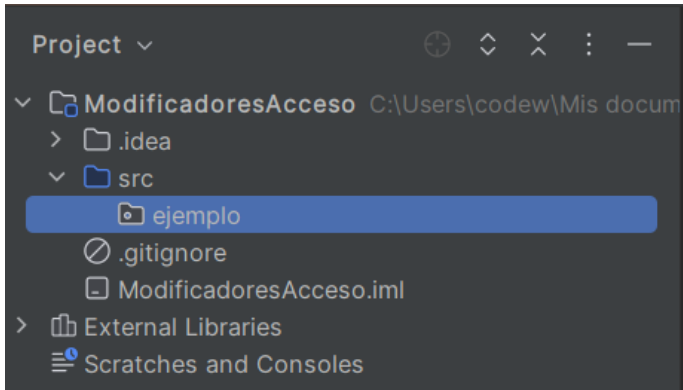 Project
ModificadoresAcceso C:\Users\codew\Mis docum
.idea
src
ejemplo
.gitignore
ModificadoresAcceso.iml
External Libraries
Scratches and Consoles